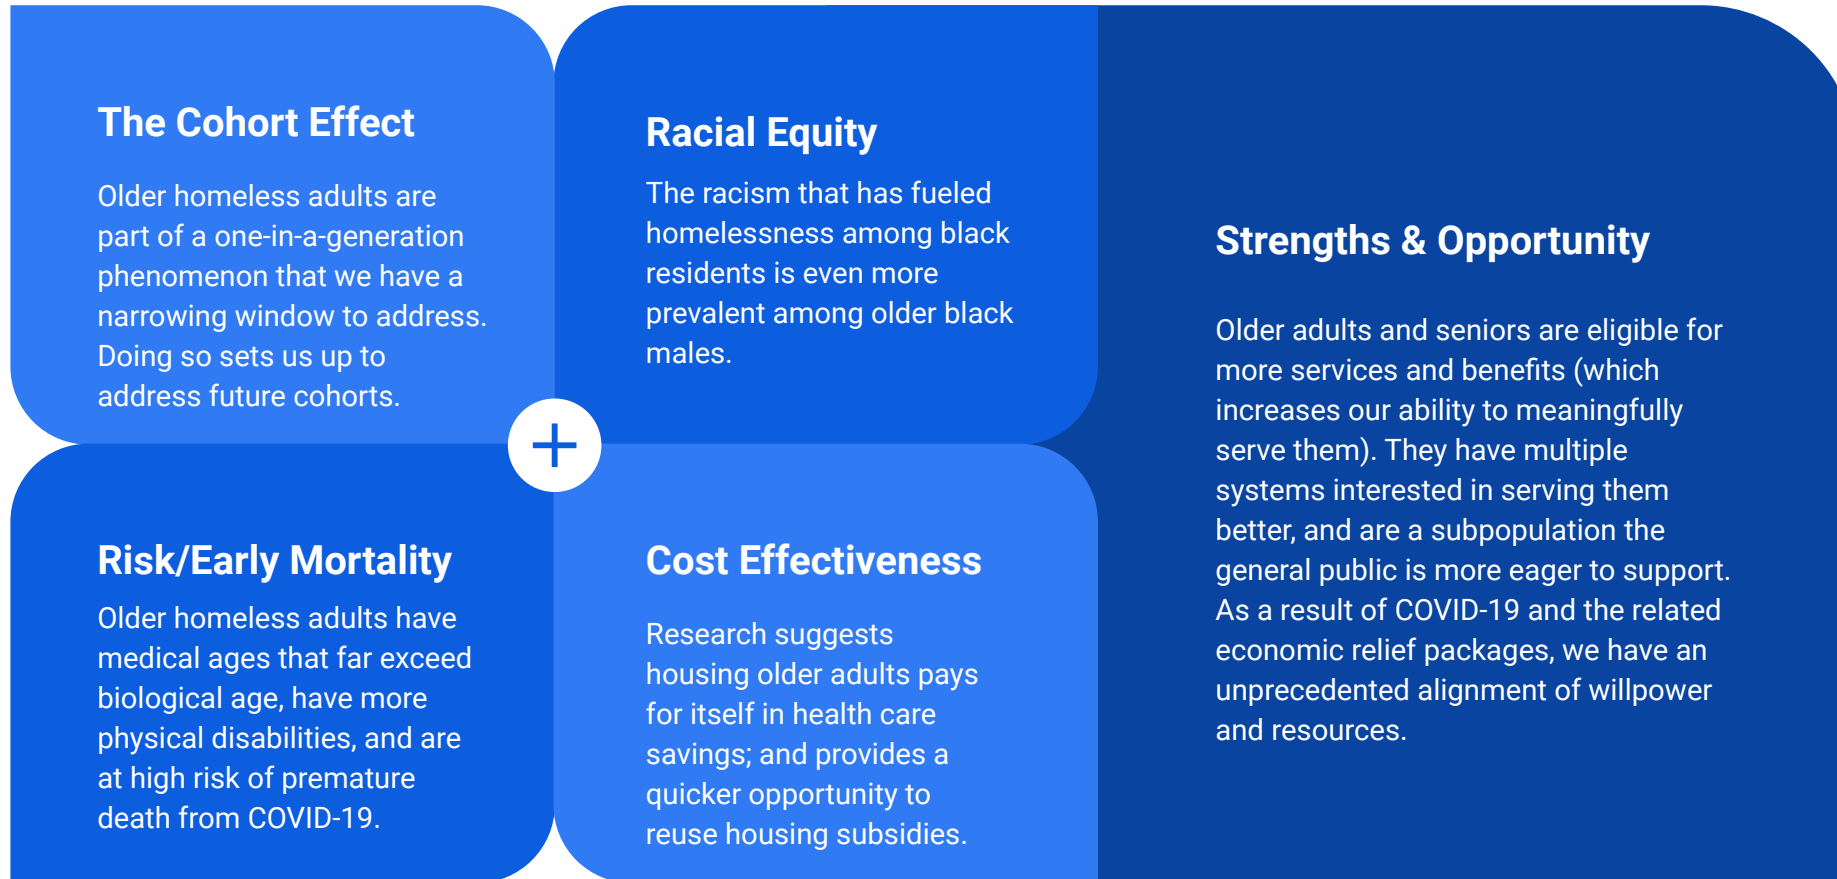 The Cohort Effect
Older homeless adults are
part of a one-in-a-generation
phenomenon that we have a
narrowing window to address.
Doing so sets us up to
address future cohorts.
Racial Equity
The racism that has fueled
homelessness among black
residents is even more
prevalent among older black
males.
Risk/Early Mortality
Older homeless adults have
medical ages that far exceed
biological age, have more
physical disabilities, and are
at high risk of premature
death from COVID-19.
Cost Effectiveness
Research suggests
housing older adults pays
for itself in health care
savings; and provides a
quicker opportunity to
reuse housing subsidies.
Strengths & Opportunity
Older adults and seniors are eligible for
more services and benefits (which
increases our ability to meaningfully
serve them). They have multiple
systems interested in serving them
better, and are a subpopulation the
general public is more eager to support.
As a result of COVID-19 and the related
economic relief packages, we have an
unprecedented alignment of willpower
and resources.